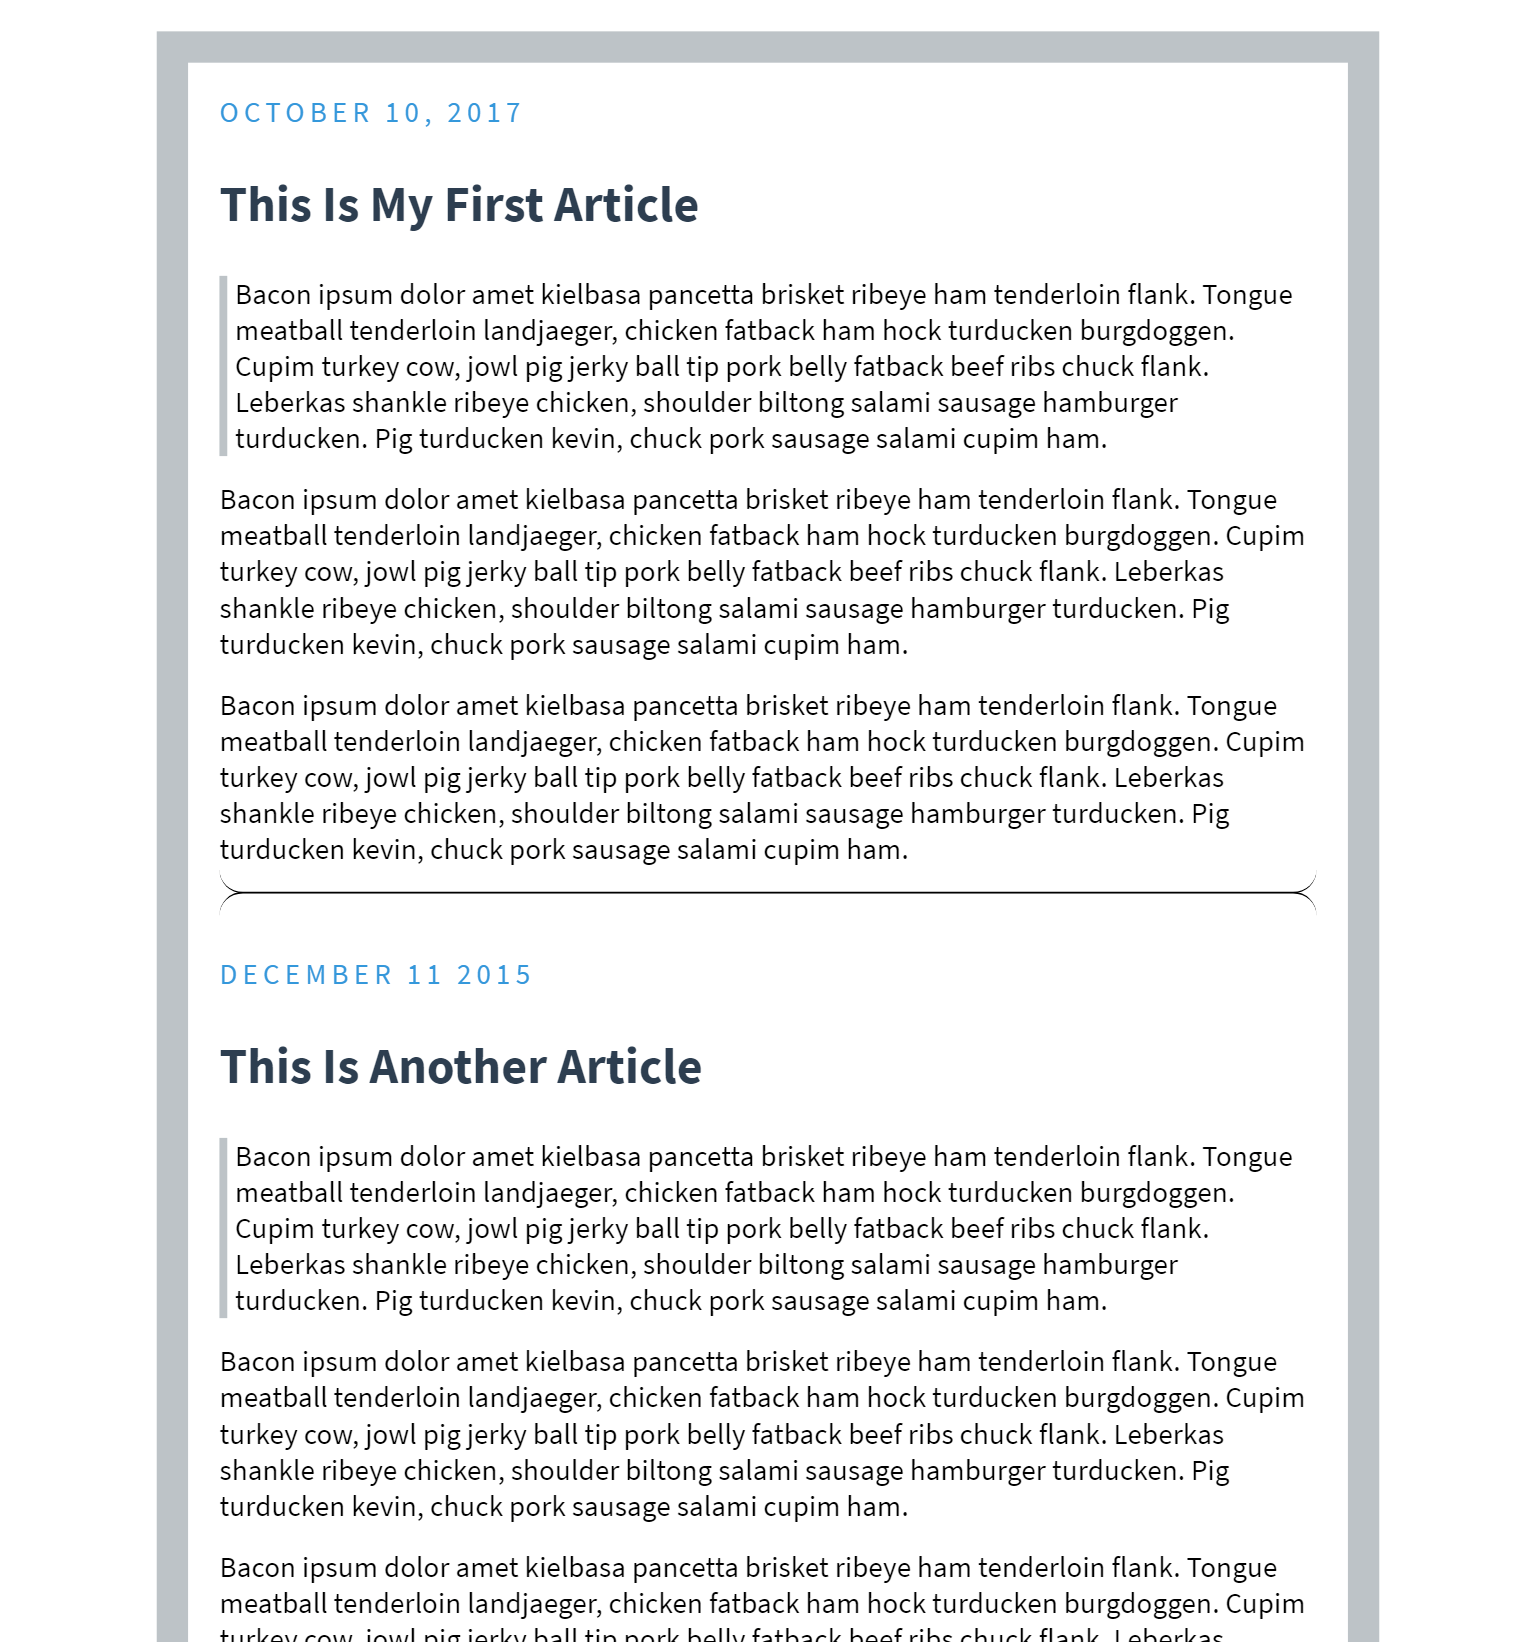 OCTOBER 10, 2017
This Is My First Article
Bacon ipsum dolor amet kielbasa pancetta brisket ribeye ham tenderloin flank. Tongue
meatball tenderloin landjaeger, chicken fatback ham hock turducken burgdoggen.
Cupim turkey cow, jowl pig jerky ball tip pork belly fatback beef ribs chuck flank.
Leberkas shankle ribeye chicken, shoulder biltong salami sausage hamburger
turducken. Pig turducken kevin, chuck pork sausage salami cupim ham.
Bacon ipsum dolor amet kielbasa pancetta brisket ribeye ham tenderloin flank. Tongue
meatball tenderloin landjaeger, chicken fatback ham hock turducken burgdoggen. Cupim
turkey cow, jowl pig jerky ball tip pork belly fatback beef ribs chuck flank. Leberkas
shankle ribeye chicken, shoulder biltong salami sausage hamburger turducken. Pig
turducken kevin, chuck pork sausage salami cupim ham.
Bacon ipsum dolor amet kielbasa pancetta brisket ribeye ham tenderloin flank. Tongue
meatball tenderloin landjaeger, chicken fatback ham hock turducken burgdoggen. Cupim
turkey cow, jowl pig jerky ball tip pork belly fatback beef ribs chuck flank. Leberkas
shankle ribeye chicken, shoulder biltong salami sausage hamburger turducken. Pig
turducken kevin, chuck pork sausage salami cupim ham.
DECEMBER 11 2015
This Is Another Article
Bacon ipsum dolor amet kielbasa pancetta brisket ribeye ham tenderloin flank. Tongue
meatball tenderloin landjaeger, chicken fatback ham hock turducken burgdoggen.
Cupim turkey cow, jowl pig jerky ball tip pork belly fatback beef ribs chuck flank.
Leberkas shankle ribeye chicken, shoulder biltong salami sausage hamburger
turducken. Pig turducken kevin, chuck pork sausage salami cupim ham.
Bacon ipsum dolor amet kielbasa pancetta brisket ribeye ham tenderloin flank. Tongue
meatball tenderloin landjaeger, chicken fatback ham hock turducken burgdoggen. Cupim
turkey cow, jowl pig jerky ball tip pork belly fatback beef ribs chuck flank. Leberkas
shankle ribeye chicken, shoulder biltong salami sausage hamburger turducken. Pig
turducken kevin, chuck pork sausage salami cupim ham.
Bacon ipsum dolor amet kielbasa pancetta brisket ribeye ham tenderloin flank. Tongue
meatball tenderloin landjaeger, chicken fatback ham hock turducken burgdoggen. Cupim
turkey cow, jowl pig jerky ball tip pork belly fatback beef ribs chuck flank. Leberkas